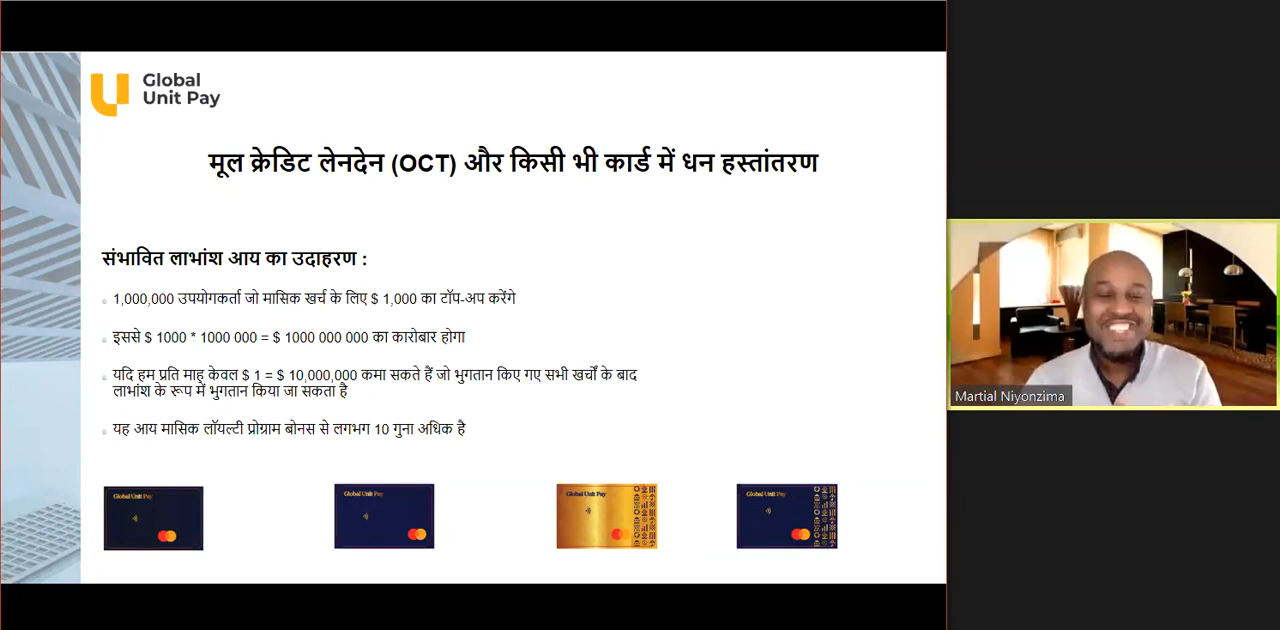 Global
Unit Pay
मूल क्रेडिट लेनदेन (OCT) और किसी भी कार्ड में धन हस्तांतरण
संभावित लाभांश आय का उदाहरण :
1,000,000 उपयोगकर्ता जो मासिक खर्च के लिए $ 1,000 का टॉप-अप करेंगे
इससे $ 1000 * 1000 000 = $ 1000 000 000 का कारोबार होगा
यदि हम प्रति माह केवल $ 1 = $ 10,000,000 कमा सकते हैं जो भुगतान किए गए सभी खर्चों के बाद
लाभांश के रूप में भुगतान किया जा सकता है
यह आय मासिक लॉयल्टी प्रोग्राम बोनस से लगभग 10 गुना अधिक है
Global Unit Pay
Global Unit Pay
Global Unit Pay
Global Unit Pay
Martial Niyonzima